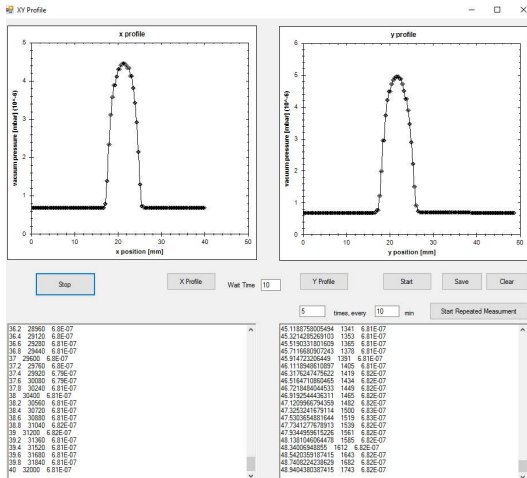 XY Profile
x profile
vacuum pressure [mbar] (10^-6)
5
4
3
2
1
0
0 10 20 30 40 50
x position [mm]
y profile
vacuum pressure [mbar] (10^-6)
6
5
4
3
2
1
0
0 10 20 30 40 50
y position [mm]
Stop
X Profile
Wait Time 10
Y Profile
Start
Save
Clear
5 times, every 10 min
Start Repeated Measurment
36.2 28960 6.8E-07
36.4 29120 6.8E-07
36.6 29280 6.81E-07
36.8 29440 6.81E-07
37 29600 6.8E-07
37.2 29760 6.8E-07
37.4 29920 6.79E-07
37.6 30080 6.79E-07
37.8 30240 6.81E-07
38 30400 6.81E-07
38.2 30560 6.81E-07
38.4 30720 6.81E-07
38.6 30880 6.81E-07
38.8 31040 6.82E-07
39 31200 6.82E-07
39.2 31360 6.81E-07
39.4 31520 6.81E-07
39.6 31680 6.81E-07
39.8 31840 6.82E-07
40 32000 6.81E-07
45.1188758005494 1341 6.81E-07
45.3214285269103 1353 6.81E-07
45.5190331801609 1365 6.81E-07
45.7116680907243 1378 6.81E-07
45.914723206449 1391 6.81E-07
46.1118948610897 1405 6.81E-07
46.3176247475622 1419 6.82E-07
46.5164710860465 1434 6.82E-07
46.7218484044533 1449 6.82E-07
46.9192544436311 1465 6.82E-07
47.1209966794359 1482 6.82E-07
47.3253241679114 1500 6.83E-07
47.5303654881644 1519 6.83E-07
47.7341277678913 1539 6.82E-07
47.9344959615226 1561 6.82E-07
48.1381046064478 1585 6.82E-07
48.34006948855 1612 6.82E-07
48.5420359187415 1643 6.82E-07
48.7408224238629 1682 6.82E-07
48.9404380387415 1743 6.82E-07